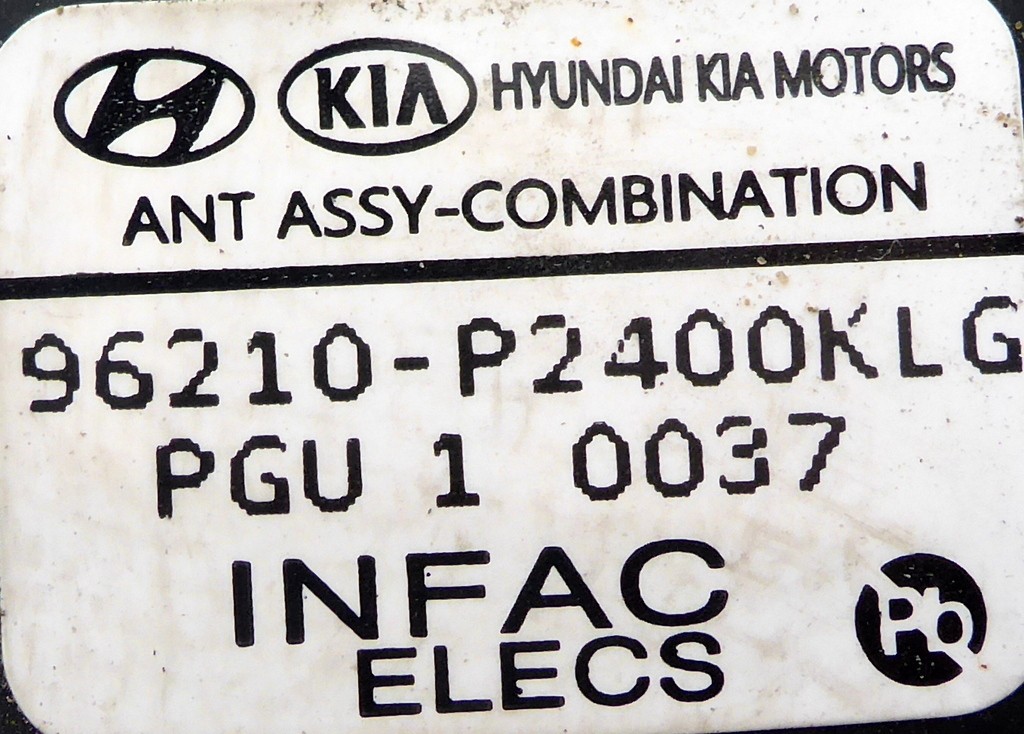 KIA HYUNDAI KIA MOTORS
ANT ASSY-COMBINATION
96210-P2400KLG
PGU 1 0037
INFAC
ELECS
Pb